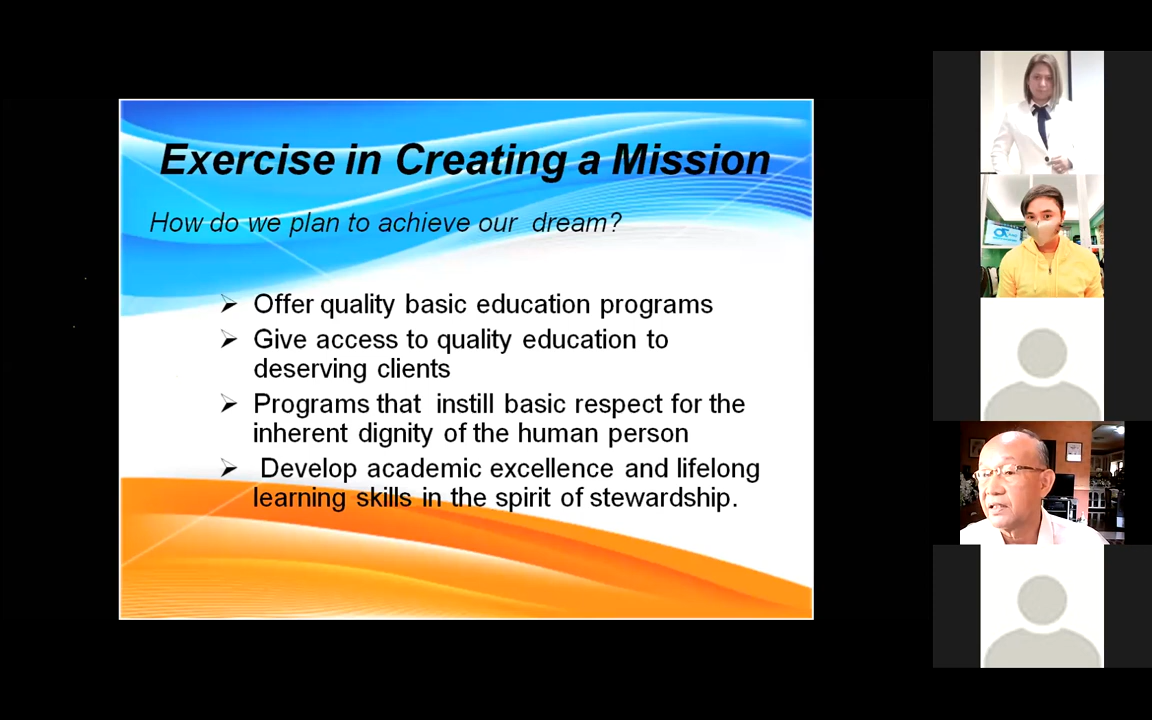 Exercise in Creating a Mission
How do we plan to achieve our dream?
Offer quality basic education programs
Give access to quality education to
deserving clients
Programs that instill basic respect for the
inherent dignity of the human person
Develop academic excellence and lifelong
learning skills in the spirit of stewardship.